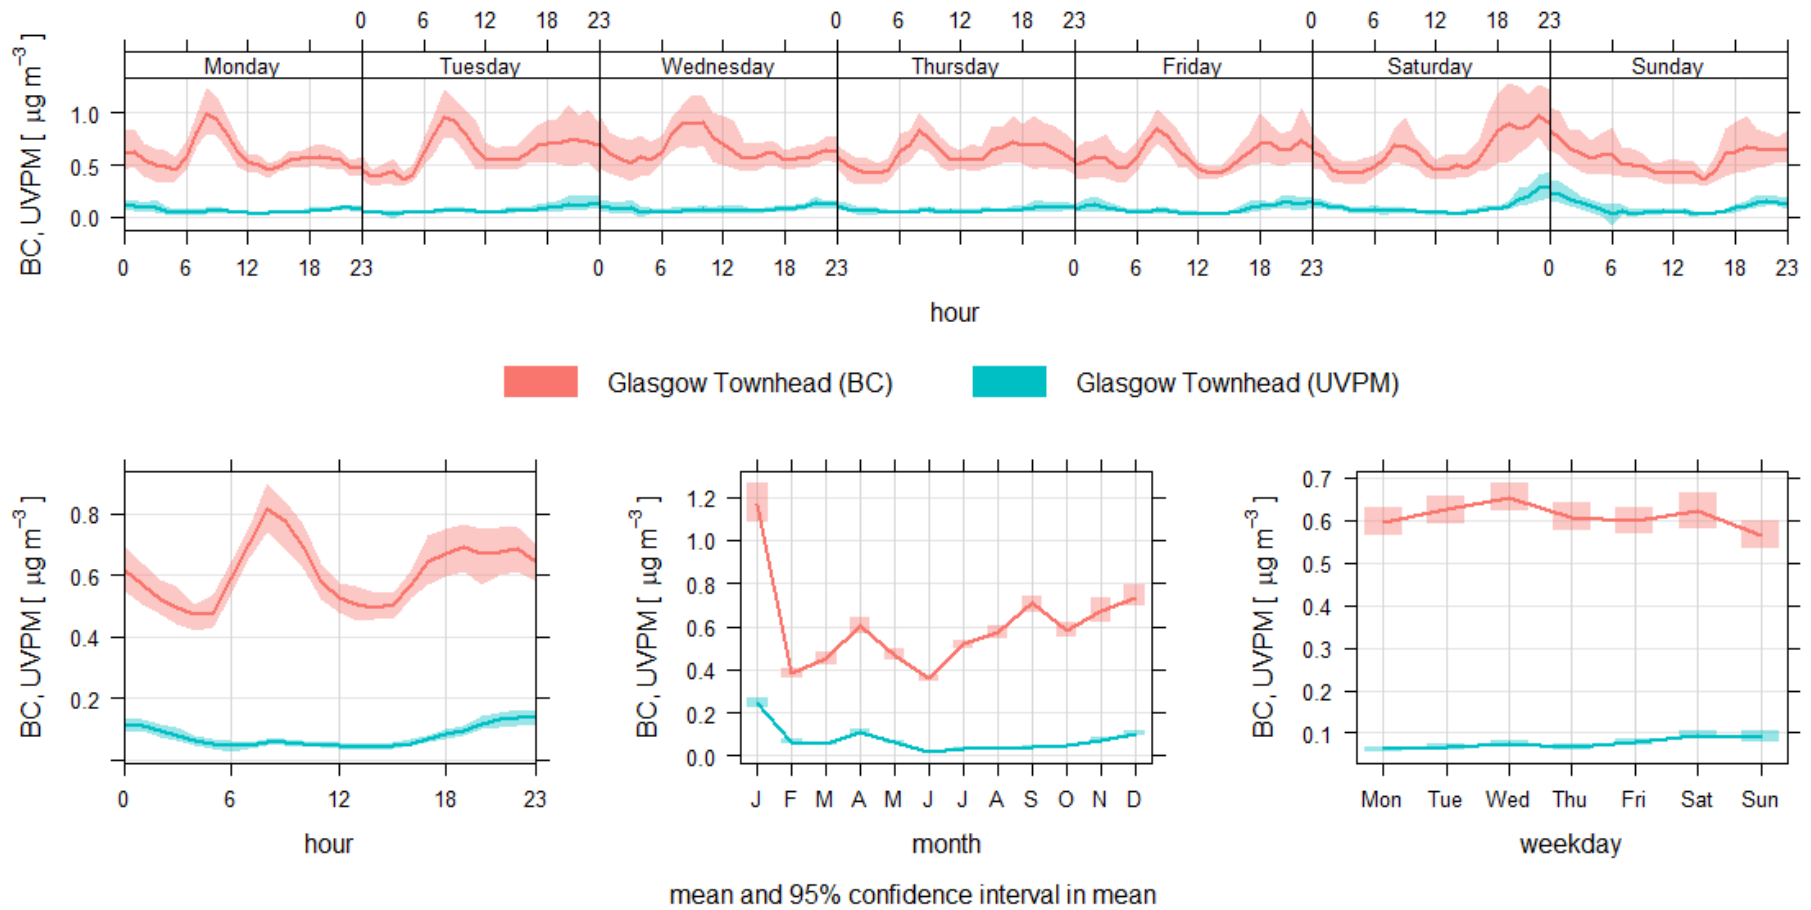 0 6 12 18 23 0 6 12 18 23 0 6 12 18 23
Monday Tuesday Wednesday Thursday Friday Saturday Sunday
BC, UVPM [ µg m⁻³ ]
1.0
0.5
0.0
0 6 12 18 23 0 6 12 18 23 0 6 12 18 23 0 6 12 18 23
hour
Glasgow Townhead (BC) Glasgow Townhead (UVPM)
BC, UVPM [ µg m⁻³ ]
0.8
0.6
0.4
0.2
0 6 12 18 23
hour
BC, UVPM [ µg m⁻³ ]
1.2
1.0
0.8
0.6
0.4
0.2
0.0
J F M A M J J A S O N D
month
BC, UVPM [ µg m⁻³ ]
0.7
0.6
0.5
0.4
0.3
0.2
0.1
Mon Tue Wed Thu Fri Sat Sun
weekday
mean and 95% confidence interval in mean